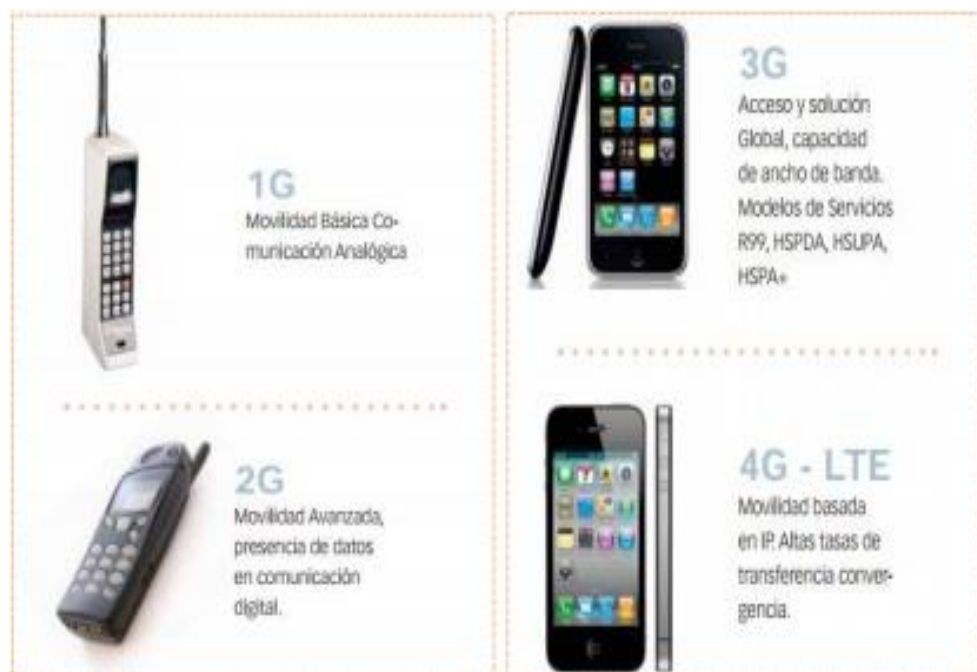 1G
Movilidad Básica Co-
municación Analógica
2G
Movilidad Avanzada,
presencia de datos
en comunicación
digital.
3G
Acceso y solución
Global, capacidad
de ancho de banda.
Modelos de Servicios
R99, HSPDA, HSUPA,
HSPA+
4G - LTE
Movilidad basada
en IP. Altas tasas de
transferencia conver-
gencia.